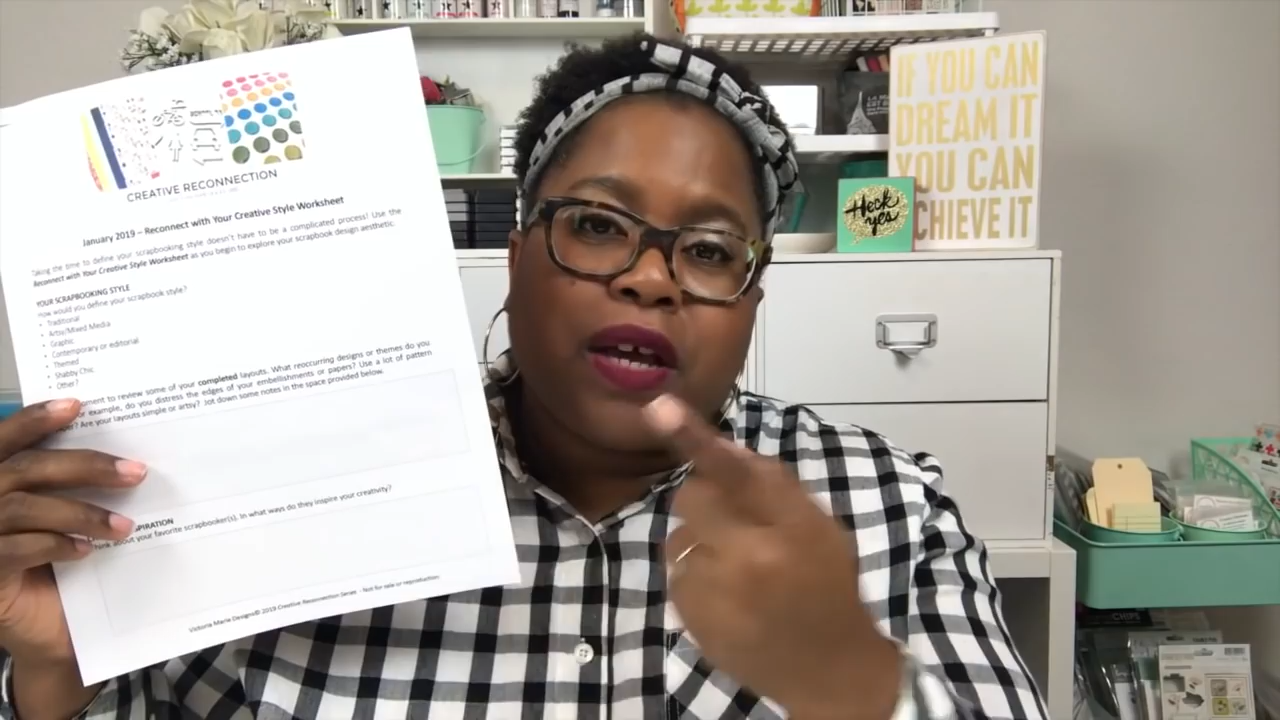 CREATIVE RECONNECTION
January 2019 – Reconnect with Your Creative Style Worksheet
Taking the time to define your scrapbooking style doesn't have to be a complicated process! Use the
Reconnect with Your Creative Style Worksheet as you begin to explore your scrapbook design aesthetic.
YOUR SCRAPBOOKING STYLE
How would you define your scrapbook style?
• Traditional
• Artsy/Mixed Media
• Graphic
• Contemporary or editorial
• Themed
• Shabby Chic
• Other?
to review some of your completed layouts. What reoccurring designs or themes do you
example, do you distress the edges of your embellishments or papers? Use a lot of pattern
Are your layouts simple or artsy? Jot down some notes in the space provided below.
about your favorite scrapbooker(s). In what ways do they inspire your creativity?
Victoria Marie Designs© 2019 Creative Reconnection Series - Not for sale or reproduction.
Heck
yes
IF YOU CAN
DREAM IT
YOU CAN
CHIEVE IT
CHIPS